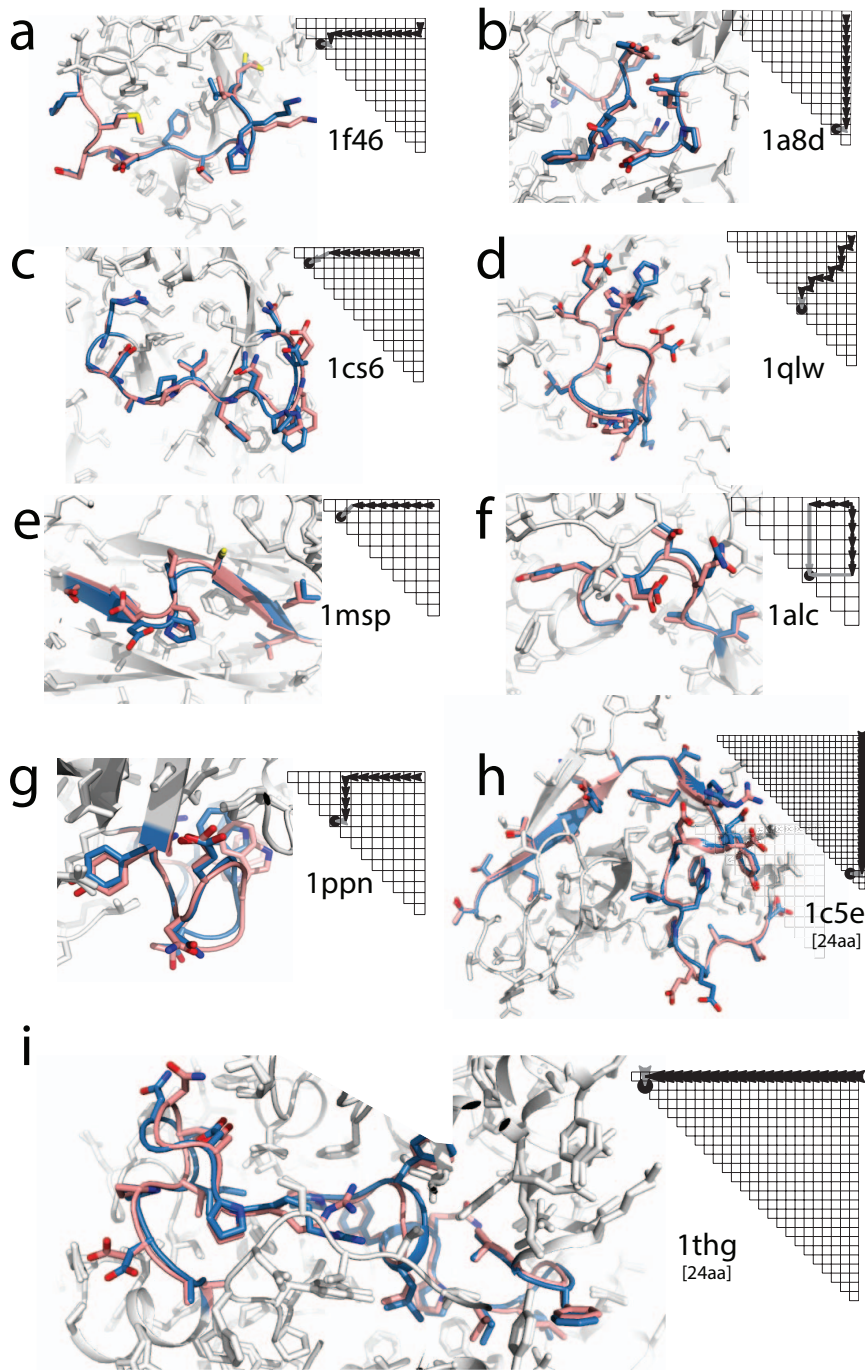 a
1f46
b
1a8d
c
1cs6
d
1qlw
e
1msp
f
1alc
g
1ppn
h
1c5e
[24aa]
i
1thg
[24aa]